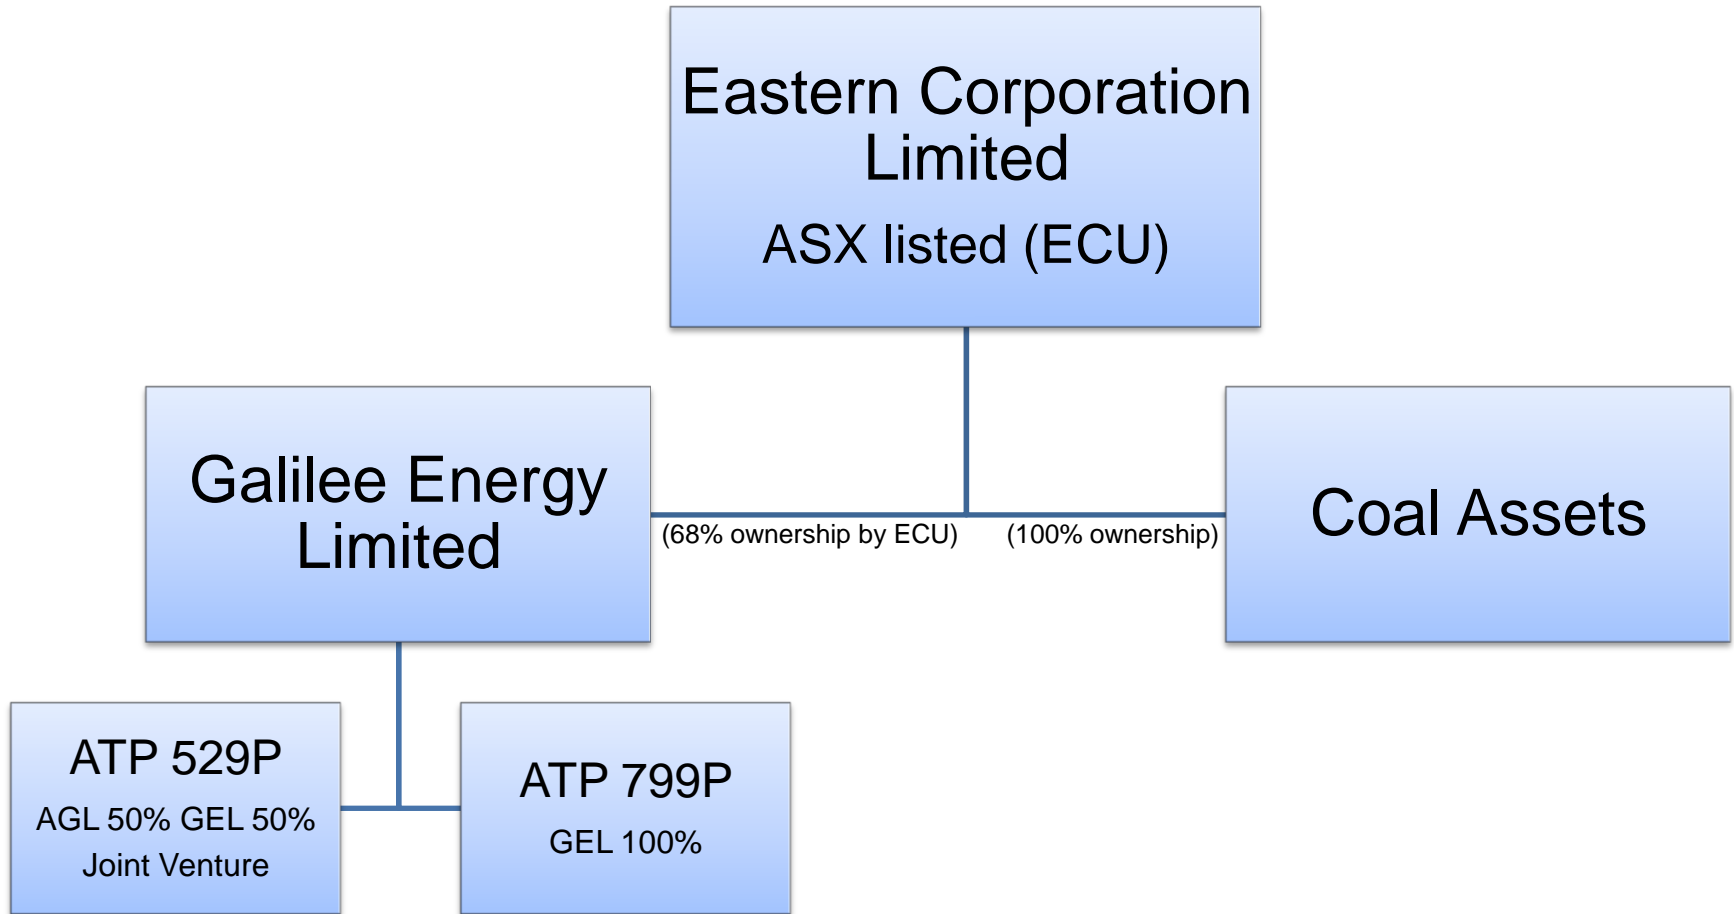 Eastern Corporation
Limited
ASX listed (ECU)
Galilee Energy
Limited
(68% ownership by ECU)
(100% ownership)
Coal Assets
ATP 529P
AGL 50% GEL 50%
Joint Venture
ATP 799P
GEL 100%